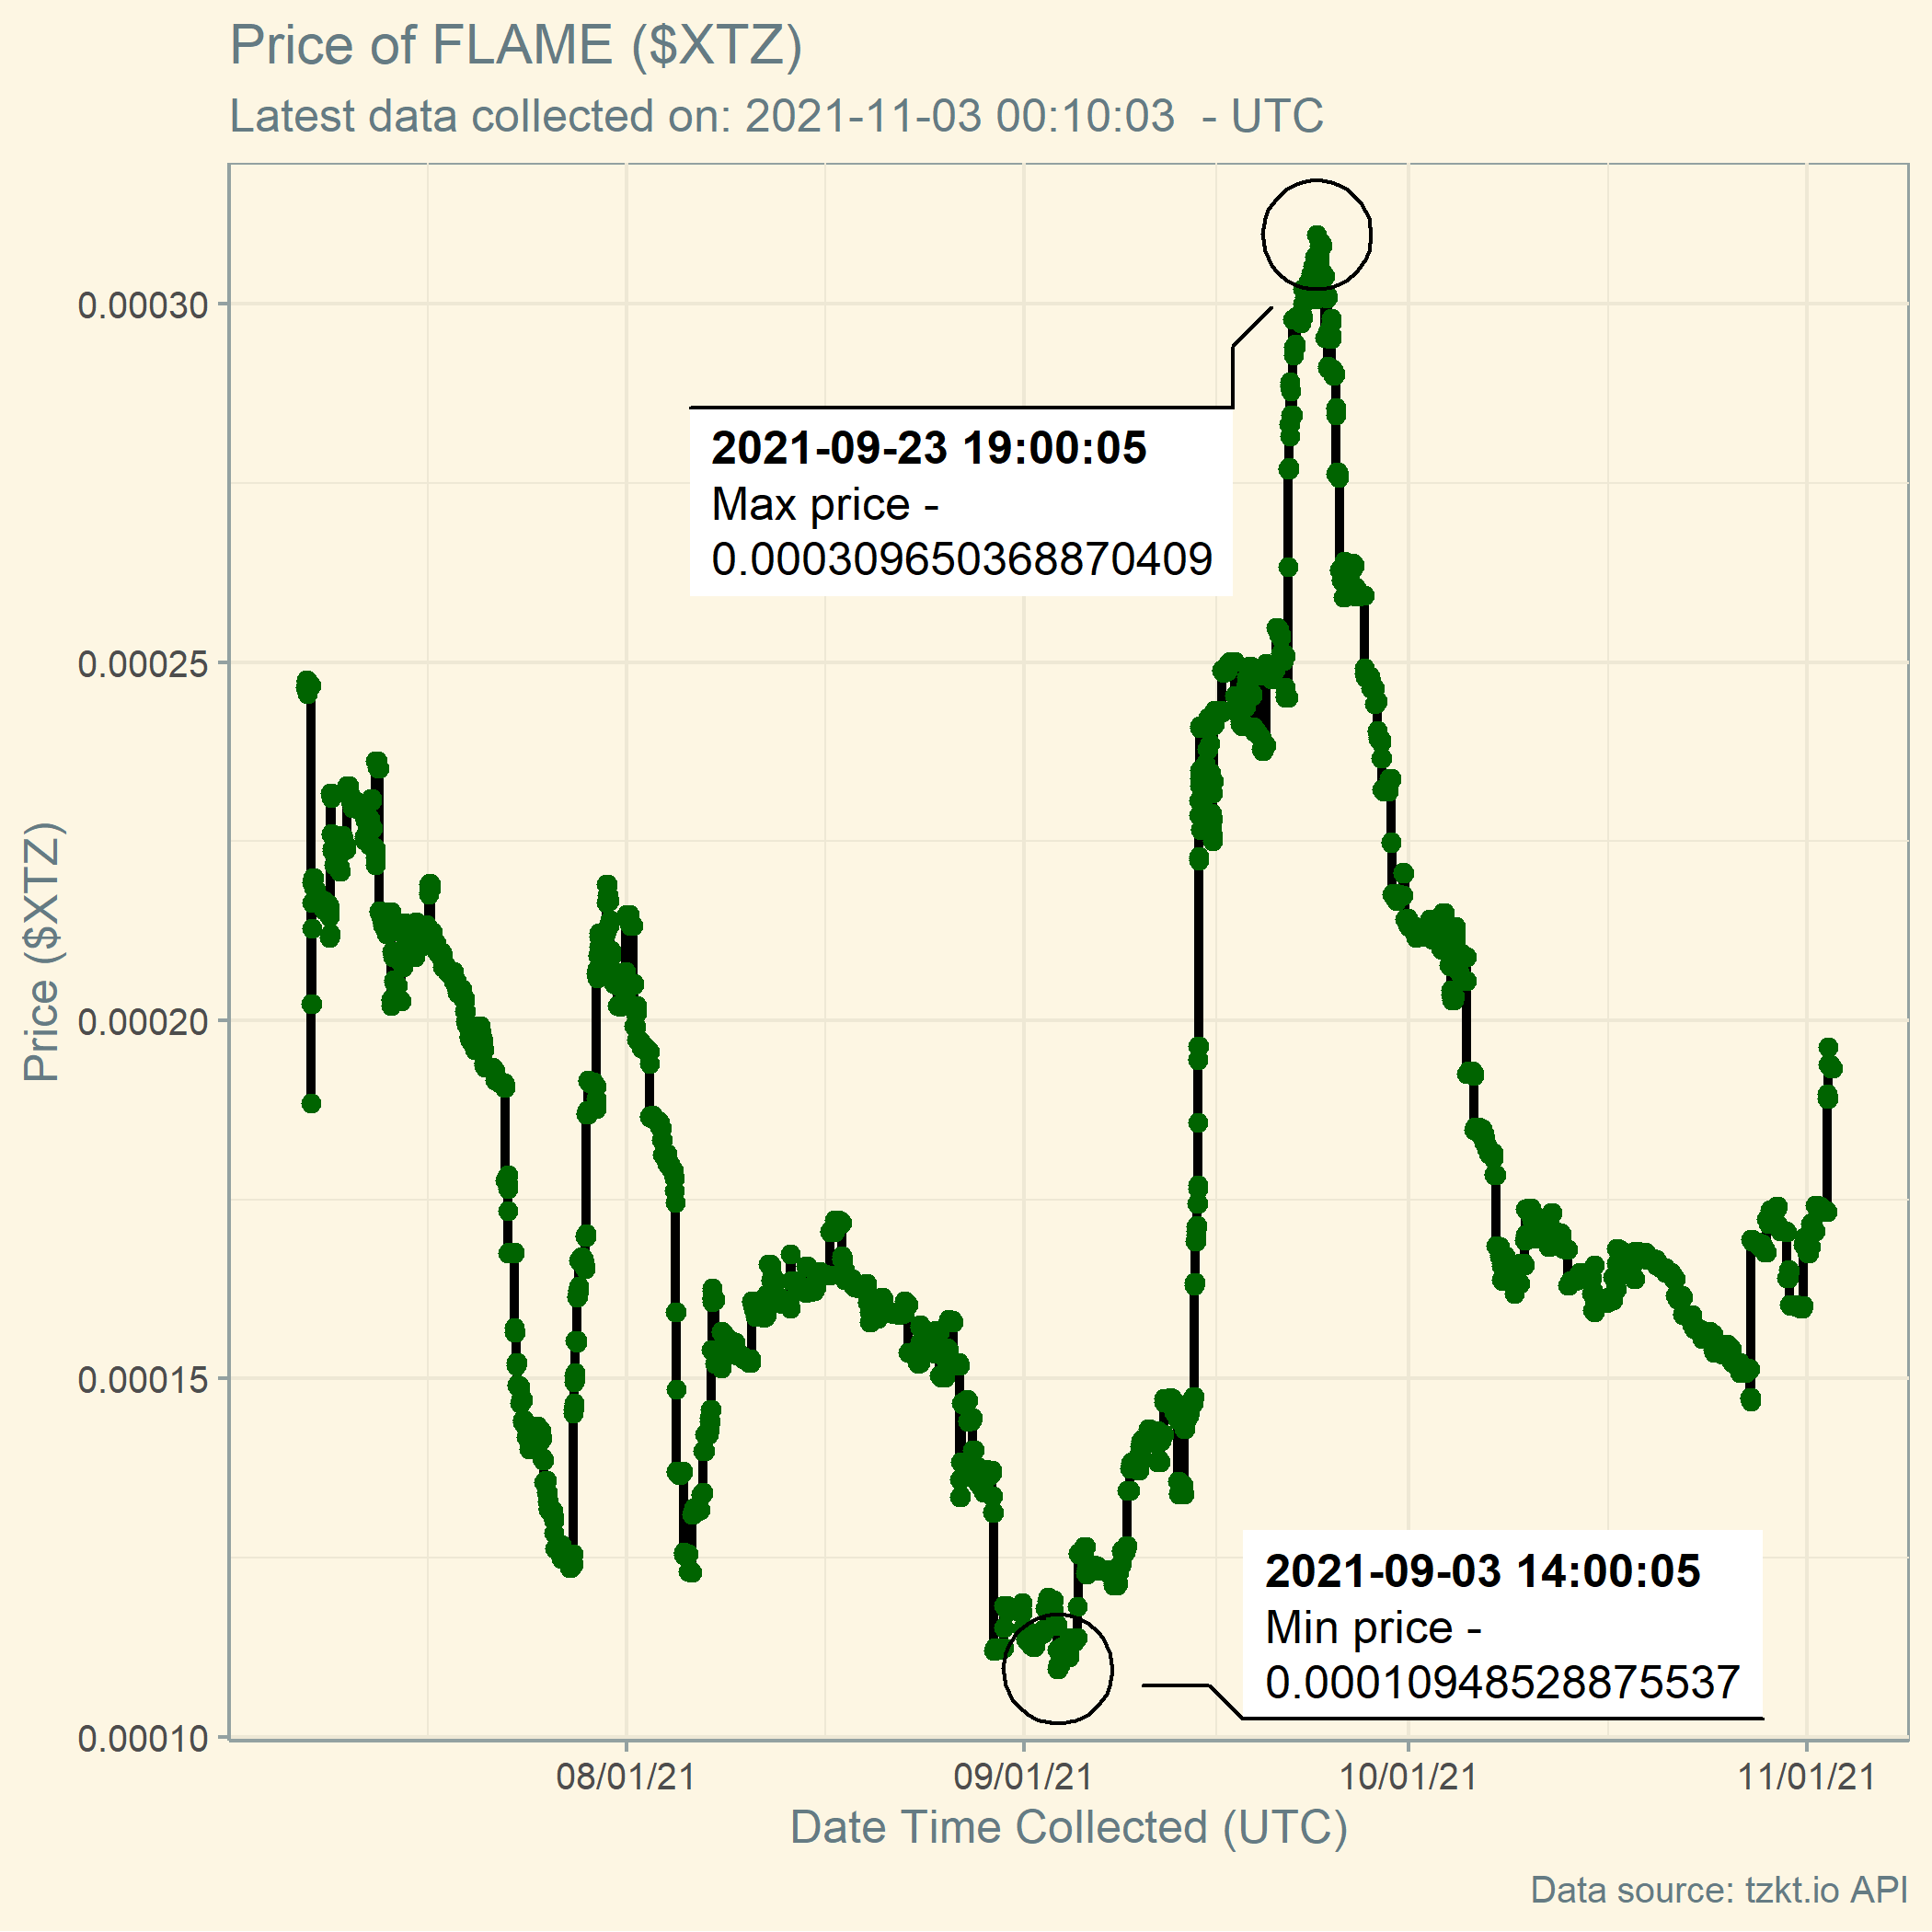 Price of FLAME ($XTZ)
Latest data collected on: 2021-11-03 00:10:03  - UTC
0.00030
0.00025
0.00020
0.00015
0.00010
Price ($XTZ)
2021-09-23 19:00:05
Max price -
0.000309650368870409
2021-09-03 14:00:05
Min price -
0.00010948528875537
08/01/21
09/01/21
10/01/21
11/01/21
Date Time Collected (UTC)
Data source: tzkt.io API